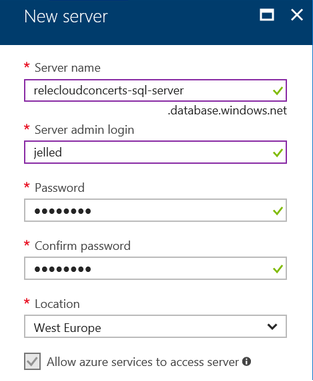 New server
* Server name
relecloudconcerts-sql-server
.database.windows.net
* Server admin login
jelled
* Password
••••••••
* Confirm password
••••••••
* Location
West Europe
Allow azure services to access server